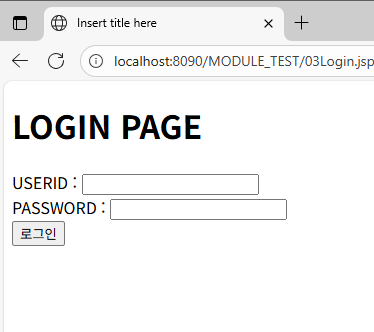 Insert title here
localhost:8090/MODULE_TEST/03Login.jsp
LOGIN PAGE
USERID :
PASSWORD :
로그인